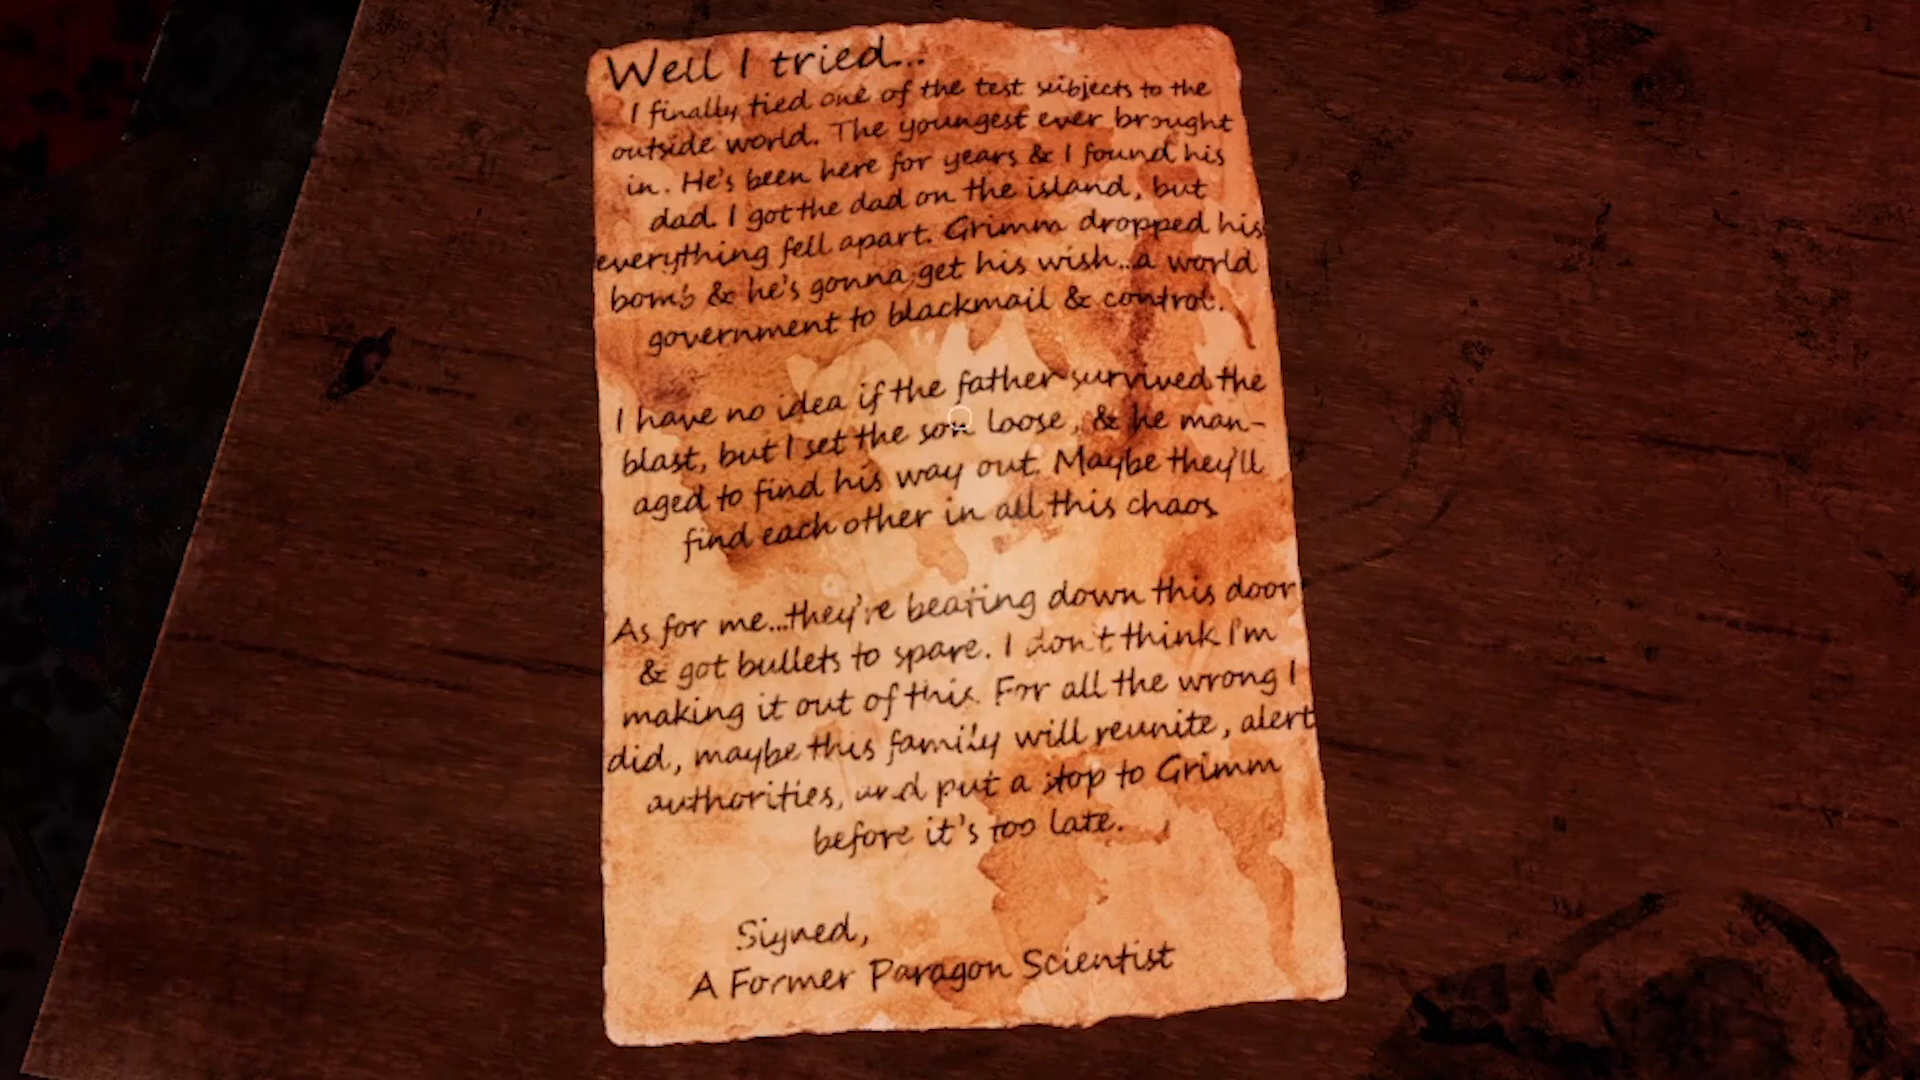 Well I tried...
I finally tied one of the test subjects to the
outside world. The youngest ever brought
in. He's been here for years & I found his
dad. I got the dad on the island, but
everything fell apart. Grimm dropped his
bomb & he's gonna get his wish...a world
government to blackmail & control.
I have no idea if the father survived the
blast, but I set the son loose, & he man-
aged to find his way out. Maybe they'll
find each other in all this chaos.
As for me...they're beating down this door
& got bullets to spare. I don't think I'm
making it out of this. For all the wrong I
did, maybe this family will reunite, alert
authorities, and put a stop to Grimm
before it's too late.
Signed,
A Former Paragon Scientist